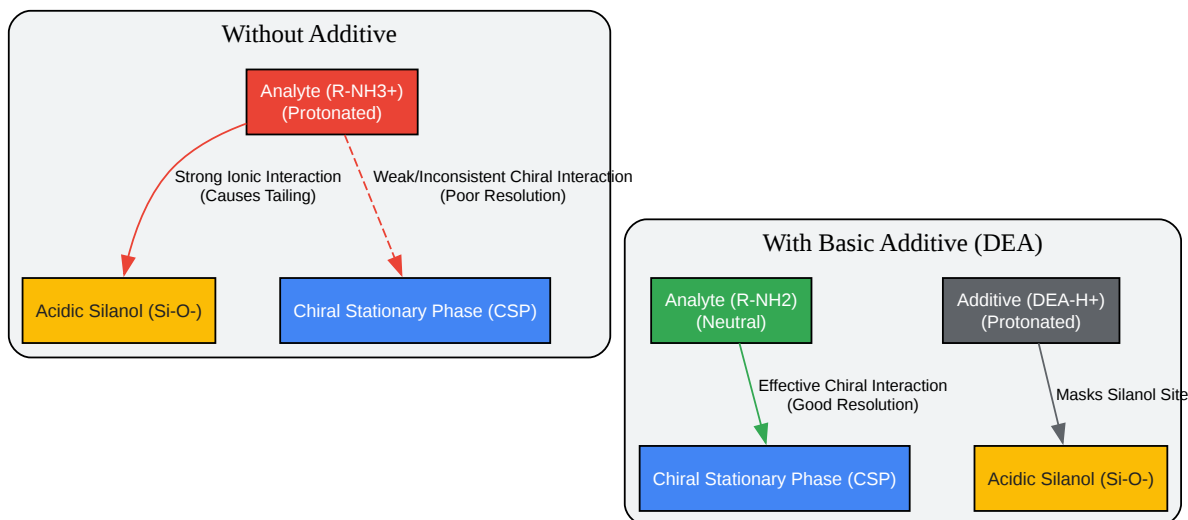 Without Additive
Analyte (R-NH3+)
(Protonated)
Strong Ionic Interaction
(Causes Tailing)
Weak/Inconsistent Chiral Interaction
(Poor Resolution)
Acidic Silanol (Si-O-)
Chiral Stationary Phase (CSP)
With Basic Additive (DEA)
Analyte (R-NH2)
(Neutral)
Additive (DEA-H+)
(Protonated)
Effective Chiral Interaction
(Good Resolution)
Masks Silanol Site
Chiral Stationary Phase (CSP)
Acidic Silanol (Si-O-)